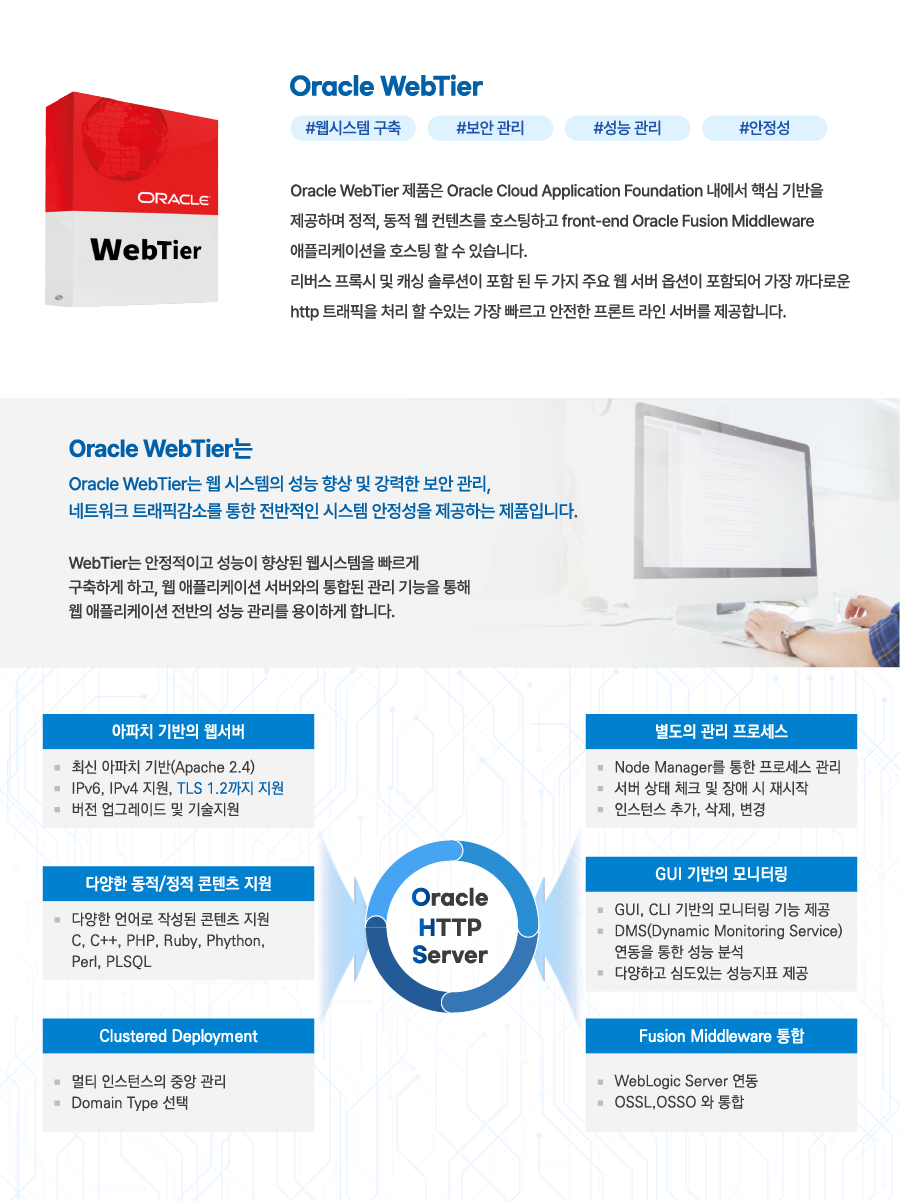 Oracle WebTier
#웹시스템 구축
#보안 관리
#성능 관리
#안정성
ORACLE
WebTier
Oracle WebTier 제품은 Oracle Cloud Application Foundation 내에서 핵심 기반을
제공하며 정적, 동적 웹 컨텐츠를 호스팅하고 front-end Oracle Fusion Middleware
애플리케이션을 호스팅 할 수 있습니다.
리버스 프록시 및 캐싱 솔루션이 포함 된 두 가지 주요 웹 서버 옵션이 포함되어 가장 까다로운
http 트래픽을 처리 할 수있는 가장 빠르고 안전한 프론트 라인 서버를 제공합니다.
Oracle WebTier는
Oracle WebTier는 웹 시스템의 성능 향상 및 강력한 보안 관리,
네트워크 트래픽감소를 통한 전반적인 시스템 안정성을 제공하는 제품입니다.
WebTier는 안정적이고 성능이 향상된 웹시스템을 빠르게
구축하게 하고, 웹 애플리케이션 서버와의 통합된 관리 기능을 통해
웹 애플리케이션 전반의 성능 관리를 용이하게 합니다.
아파치 기반의 웹서버
최신 아파치 기반(Apache 2.4)
IPv6, IPv4 지원, TLS 1.2까지 지원
버전 업그레이드 및 기술지원
다양한 동적/정적 콘텐츠 지원
다양한 언어로 작성된 콘텐츠 지원
C, C++, PHP, Ruby, Phython,
Perl, PLSQL
Clustered Deployment
멀티 인스턴스의 중앙 관리
Domain Type 선택
Oracle
HTTP
Server
별도의 관리 프로세스
Node Manager를 통한 프로세스 관리
서버 상태 체크 및 장애 시 재시작
인스턴스 추가, 삭제, 변경
GUI 기반의 모니터링
GUI, CLI 기반의 모니터링 기능 제공
DMS(Dynamic Monitoring Service)
연동을 통한 성능 분석
다양하고 심도있는 성능지표 제공
Fusion Middleware 통합
WebLogic Server 연동
OSSL,OSSO 와 통합